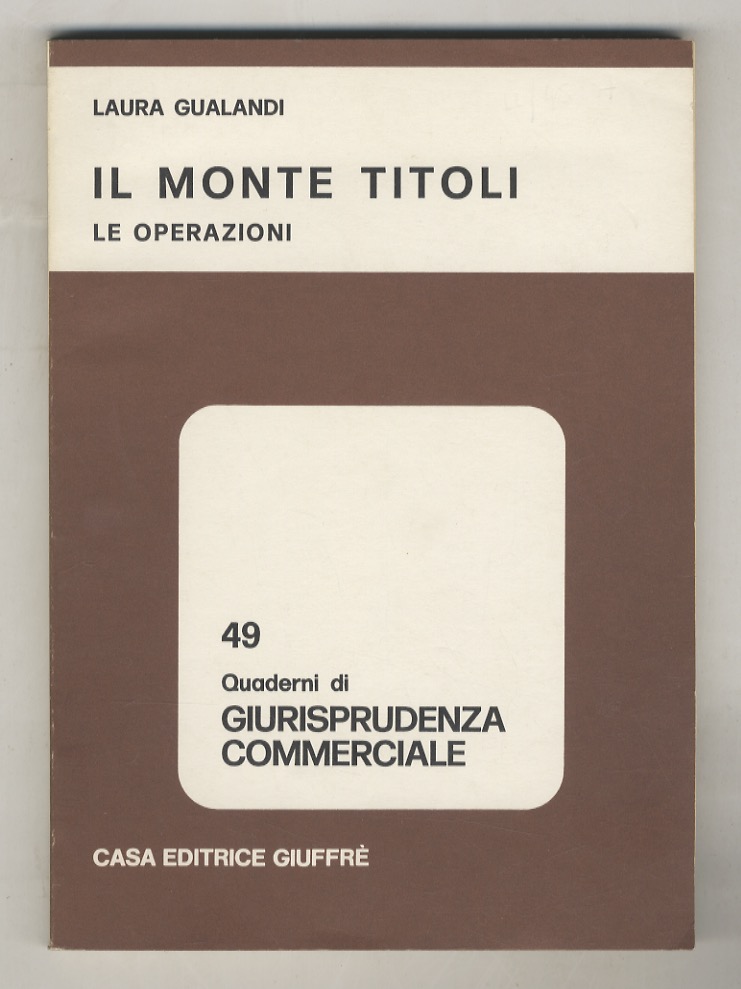 LAURA GUALANDI
IL MONTE TITOLI
LE OPERAZIONI
49
Quaderni di
GIURISPRUDENZA
COMMERCIALE
CASA EDITRICE GIUFFRÈ